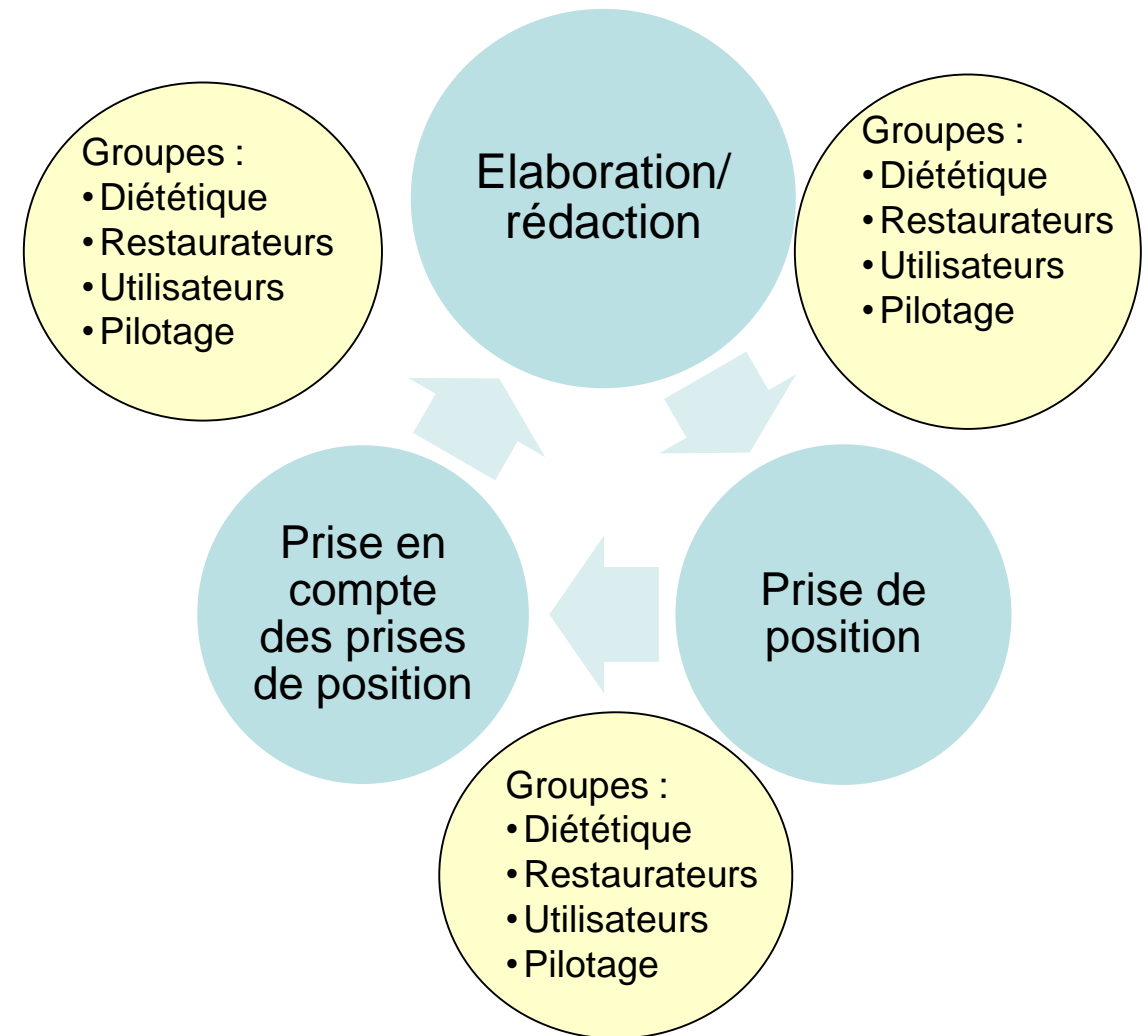 Groupes :
•Diététique
•Restaurateurs
•Utilisateurs
•Pilotage
Elaboration/
rédaction
Groupes :
•Diététique
•Restaurateurs
•Utilisateurs
•Pilotage
Prise en
compte
des prises
de position
Prise de
position
Groupes :
•Diététique
•Restaurateurs
•Utilisateurs
•Pilotage